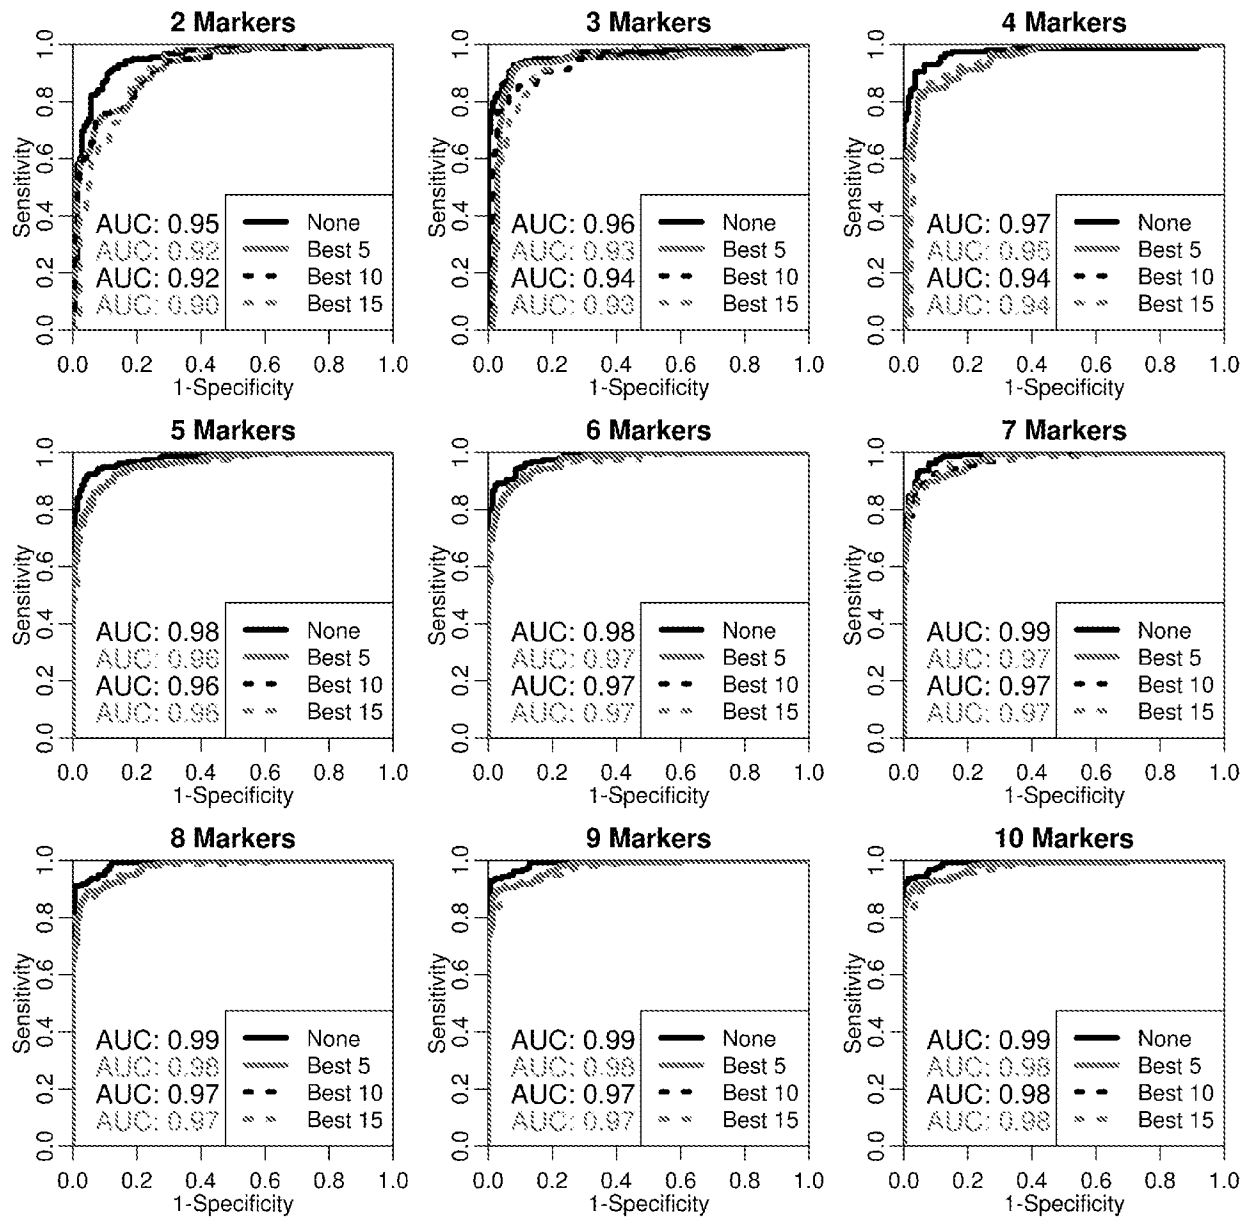 2 Markers
1.0
0.8
0.6
0.4
0.2
0.0
Sensitivity
AUC: 0.95
AUC: 0.92
AUC: 0.92
AUC: 0.90
None
Best 5
Best 10
Best 15
0.0 0.2 0.4 0.6 0.8 1.0
1-Specificity
3 Markers
1.0
0.8
0.6
0.4
0.2
0.0
Sensitivity
AUC: 0.96
AUC: 0.93
AUC: 0.94
AUC: 0.93
None
Best 5
Best 10
Best 15
0.0 0.2 0.4 0.6 0.8 1.0
1-Specificity
4 Markers
1.0
0.8
0.6
0.4
0.2
0.0
Sensitivity
AUC: 0.97
AUC: 0.95
AUC: 0.94
AUC: 0.94
None
Best 5
Best 10
Best 15
0.0 0.2 0.4 0.6 0.8 1.0
1-Specificity
5 Markers
1.0
0.8
0.6
0.4
0.2
0.0
Sensitivity
AUC: 0.98
AUC: 0.96
AUC: 0.96
AUC: 0.96
None
Best 5
Best 10
Best 15
0.0 0.2 0.4 0.6 0.8 1.0
1-Specificity
6 Markers
1.0
0.8
0.6
0.4
0.2
0.0
Sensitivity
AUC: 0.98
AUC: 0.97
AUC: 0.97
AUC: 0.97
None
Best 5
Best 10
Best 15
0.0 0.2 0.4 0.6 0.8 1.0
1-Specificity
7 Markers
1.0
0.8
0.6
0.4
0.2
0.0
Sensitivity
AUC: 0.99
AUC: 0.97
AUC: 0.97
AUC: 0.97
None
Best 5
Best 10
Best 15
0.0 0.2 0.4 0.6 0.8 1.0
1-Specificity
8 Markers
1.0
0.8
0.6
0.4
0.2
0.0
Sensitivity
AUC: 0.99
AUC: 0.98
AUC: 0.97
AUC: 0.97
None
Best 5
Best 10
Best 15
0.0 0.2 0.4 0.6 0.8 1.0
1-Specificity
9 Markers
1.0
0.8
0.6
0.4
0.2
0.0
Sensitivity
AUC: 0.99
AUC: 0.98
AUC: 0.97
AUC: 0.97
None
Best 5
Best 10
Best 15
0.0 0.2 0.4 0.6 0.8 1.0
1-Specificity
10 Markers
1.0
0.8
0.6
0.4
0.2
0.0
Sensitivity
AUC: 0.99
AUC: 0.98
AUC: 0.98
AUC: 0.98
None
Best 5
Best 10
Best 15
0.0 0.2 0.4 0.6 0.8 1.0
1-Specificity